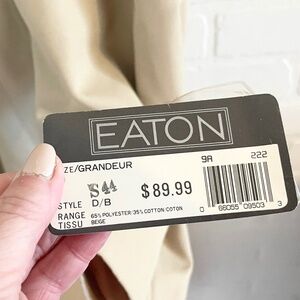 EATON
ZE/GRANDEUR
9A 222
S44
STYLE D/B
$89.99
RANGE 65% POLYESTER/35% COTTON·COTON
TISSU BEIGE
0 66055 09503 3